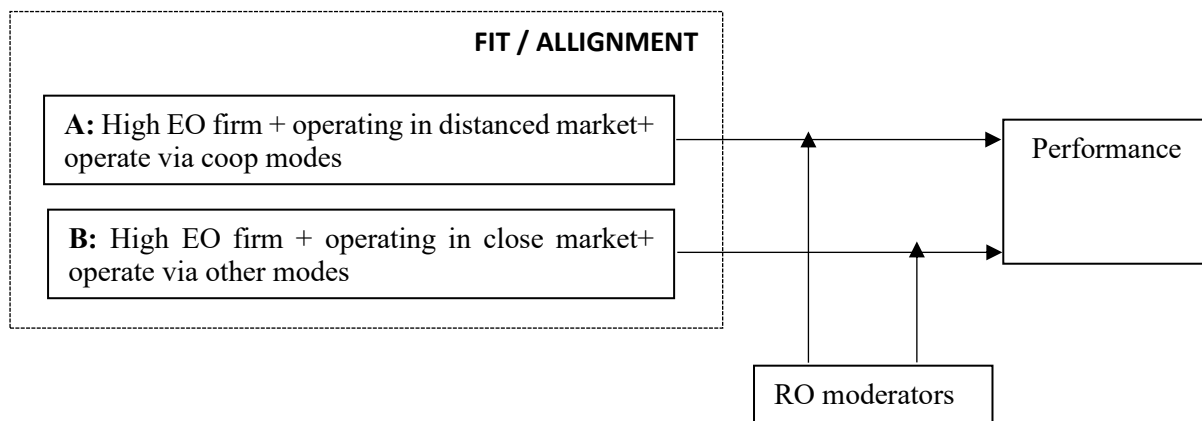 FIT / ALLIGNMENT
A: High EO firm + operating in distanced market+
operate via coop modes
Performance
B: High EO firm + operating in close market+
operate via other modes
RO moderators